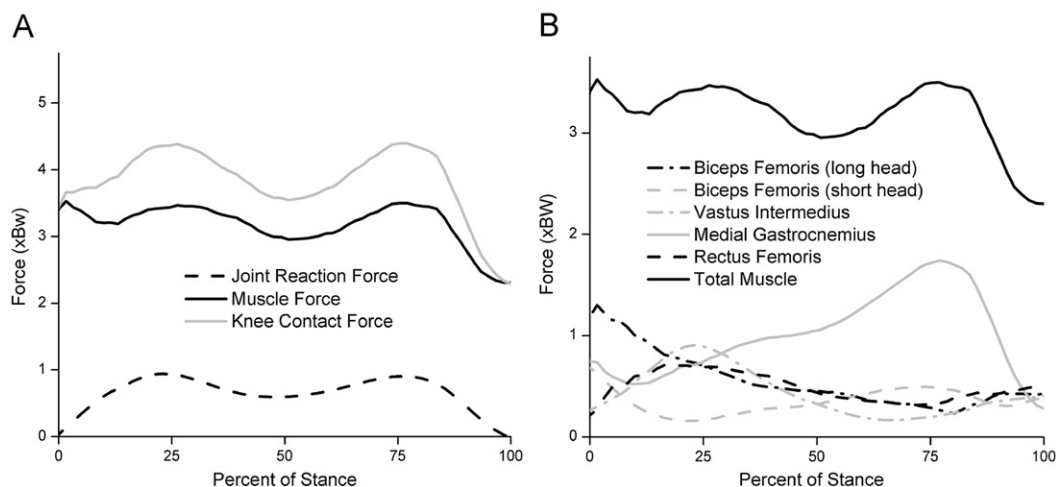 A
Force (xBw)
5
4
3
2
1
0
Joint Reaction Force
Muscle Force
Knee Contact Force
0 25 50 75 100
Percent of Stance
B
Force (xBW)
3
2
1
0
Biceps Femoris (long head)
Biceps Femoris (short head)
Vastus Intermedius
Medial Gastrocnemius
Rectus Femoris
Total Muscle
0 25 50 75 100
Percent of Stance